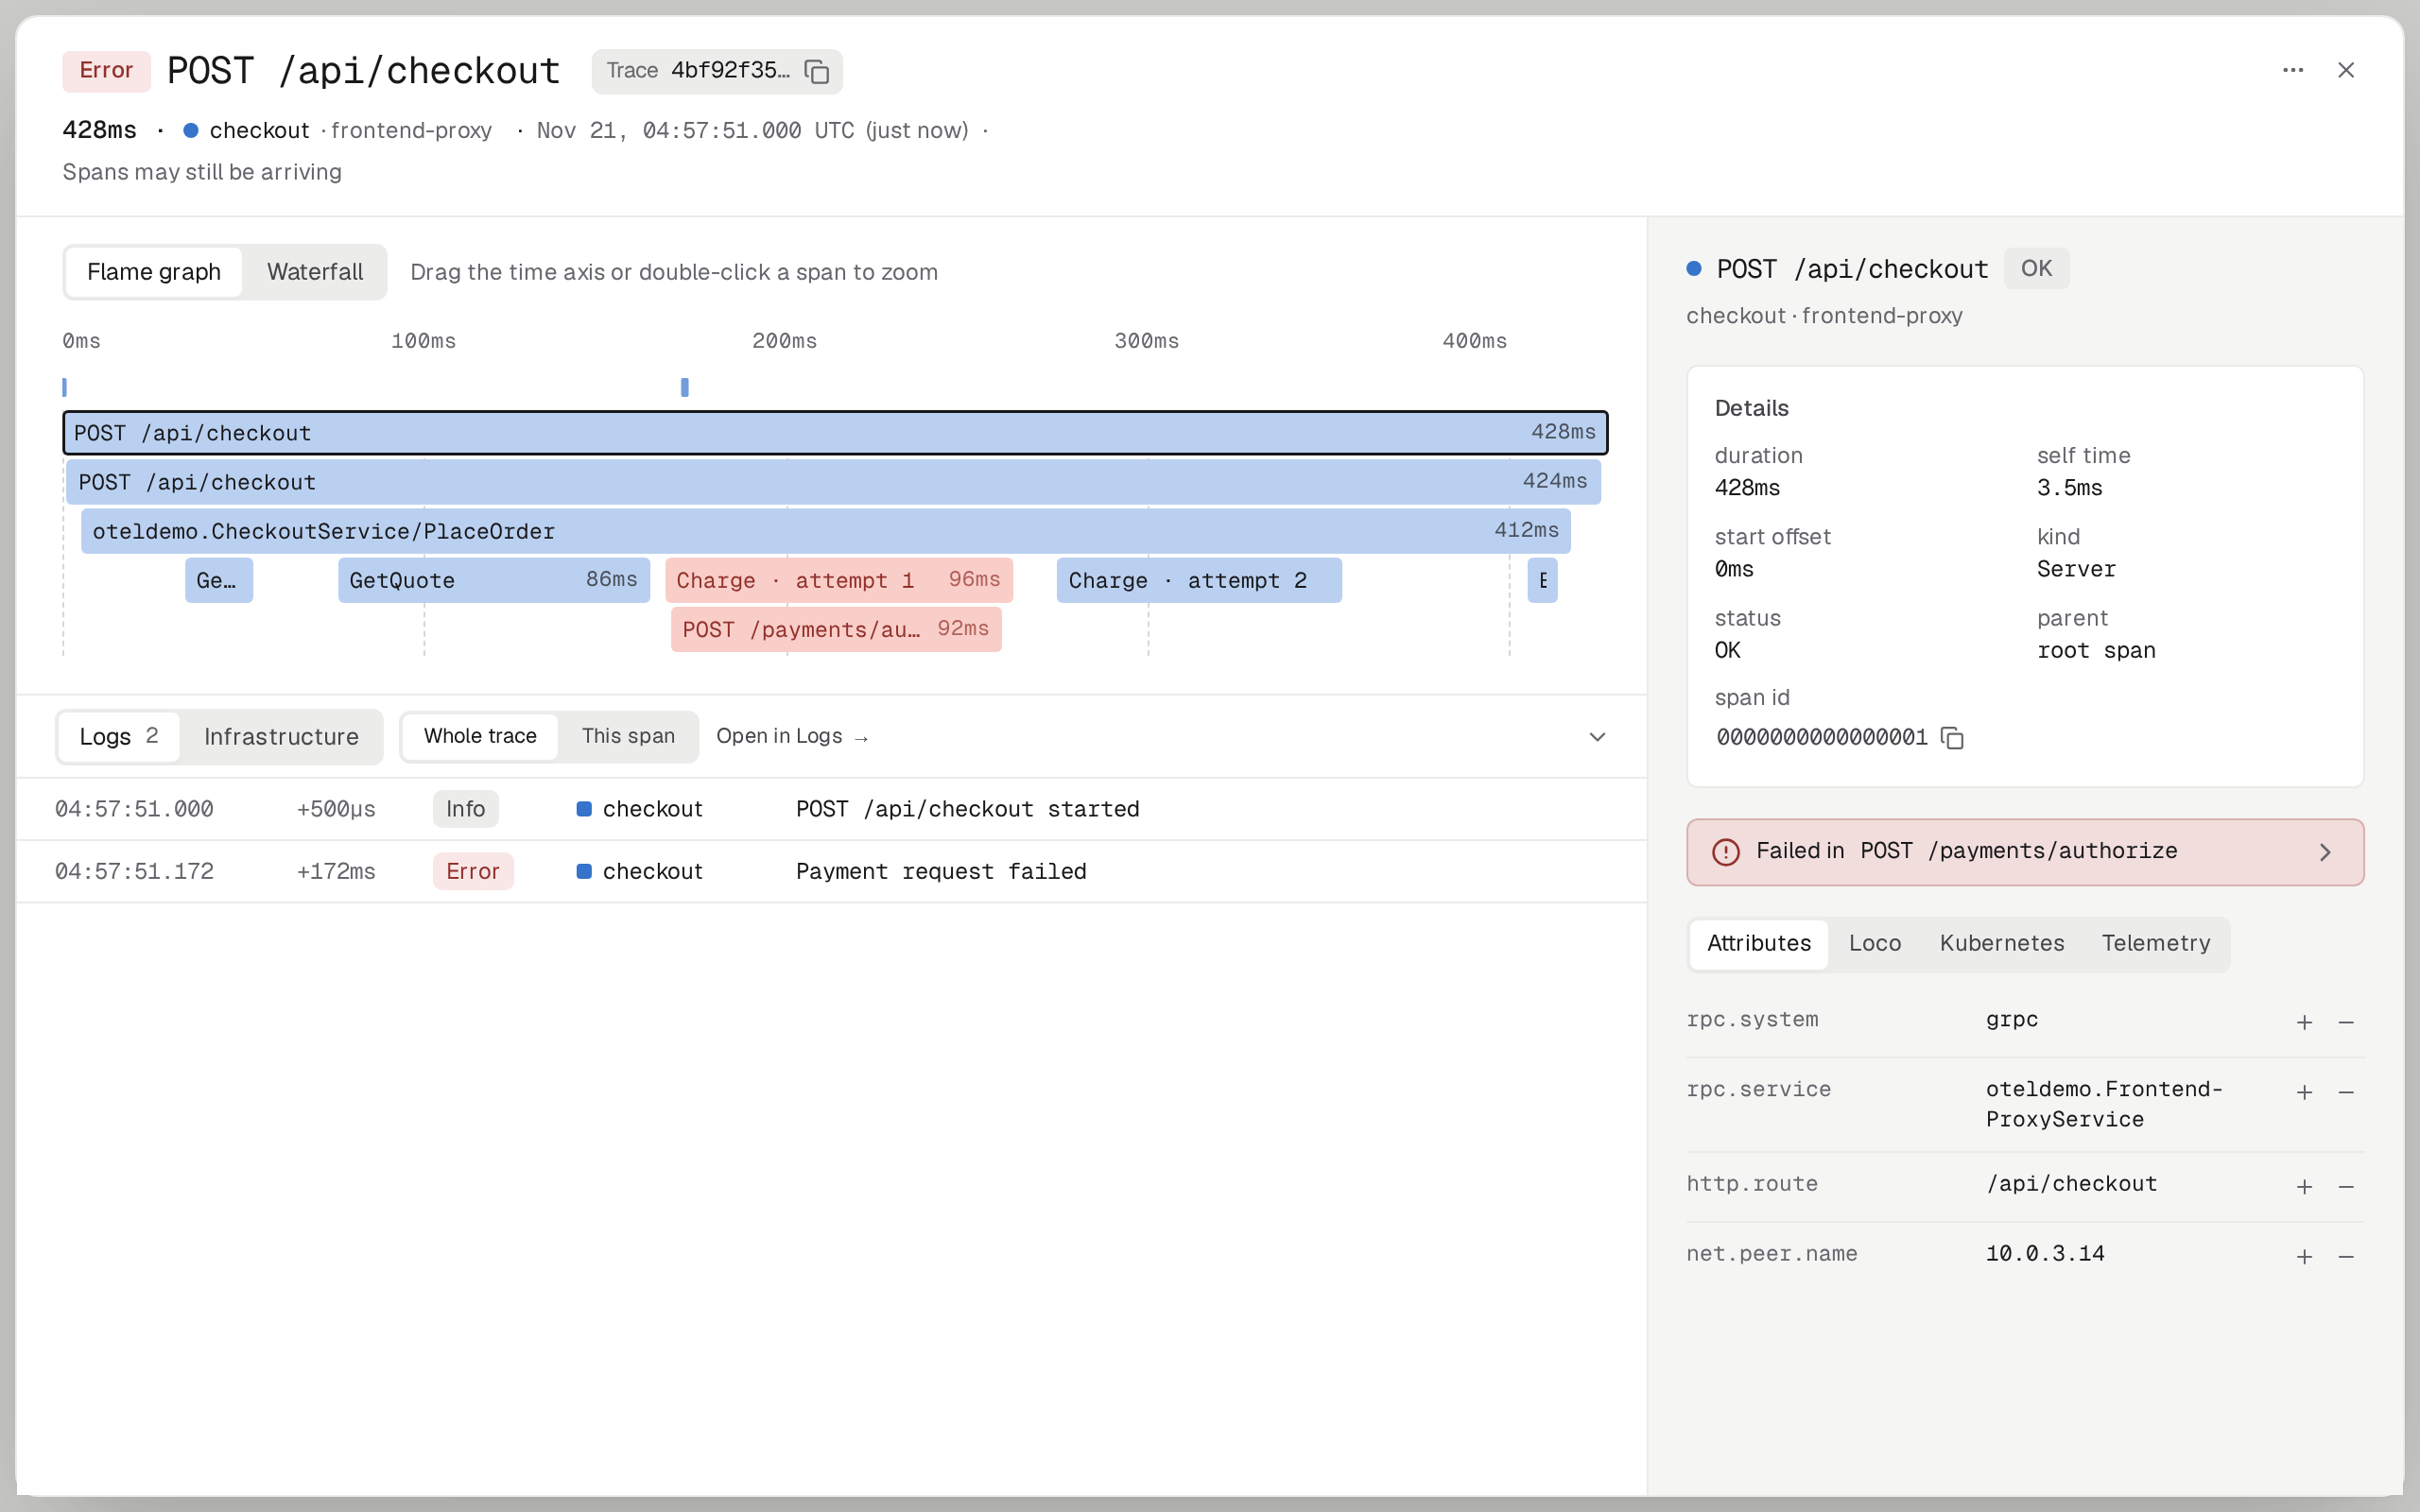 Error POST /api/checkout Trace 4bf92f35…
428ms · checkout · frontend-proxy · Nov 21, 04:57:51.000 UTC (just now) ·
Spans may still be arriving
Flame graph Waterfall Drag the time axis or double-click a span to zoom
0ms 100ms 200ms 300ms 400ms
POST /api/checkout 428ms
POST /api/checkout 424ms
oteldemo.CheckoutService/PlaceOrder 412ms
Ge… GetQuote 86ms Charge · attempt 1 96ms Charge · attempt 2
POST /payments/au… 92ms
Logs 2 Infrastructure Whole trace This span Open in Logs →
04:57:51.000 +500µs Info checkout POST /api/checkout started
04:57:51.172 +172ms Error checkout Payment request failed
POST /api/checkout OK
checkout · frontend-proxy
Details
duration self time
428ms 3.5ms
start offset kind
0ms Server
status parent
OK root span
span id
0000000000000001
Failed in POST /payments/authorize
Attributes Loco Kubernetes Telemetry
rpc.system grpc + −
rpc.service oteldemo.Frontend- + −
ProxyService
http.route /api/checkout + −
net.peer.name 10.0.3.14 + −